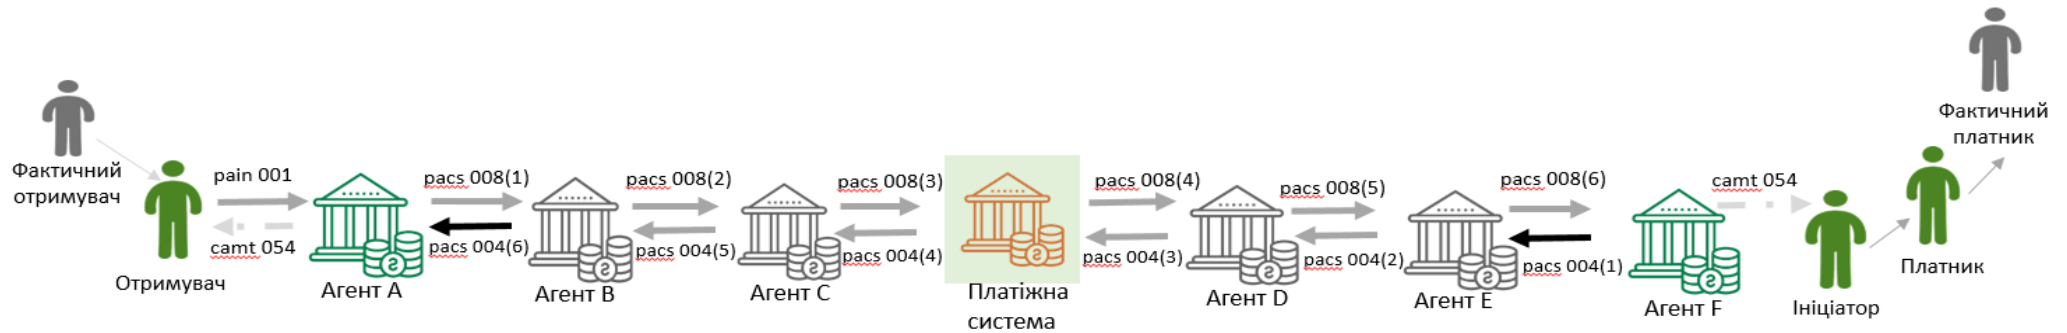 Фактичний
отримувач
pain 001
camt 054
Отримувач
Агент А
pacs 008(1)
pacs 004(6)
Агент В
pacs 008(2)
pacs 004(5)
Агент С
pacs 008(3)
pacs 004(4)
Платіжна
система
pacs 008(4)
pacs 004(3)
Агент D
pacs 008(5)
pacs 004(2)
Агент Е
pacs 008(6)
pacs 004(1)
Агент F
camt 054
Ініціатор
Платник
Фактичний
платник